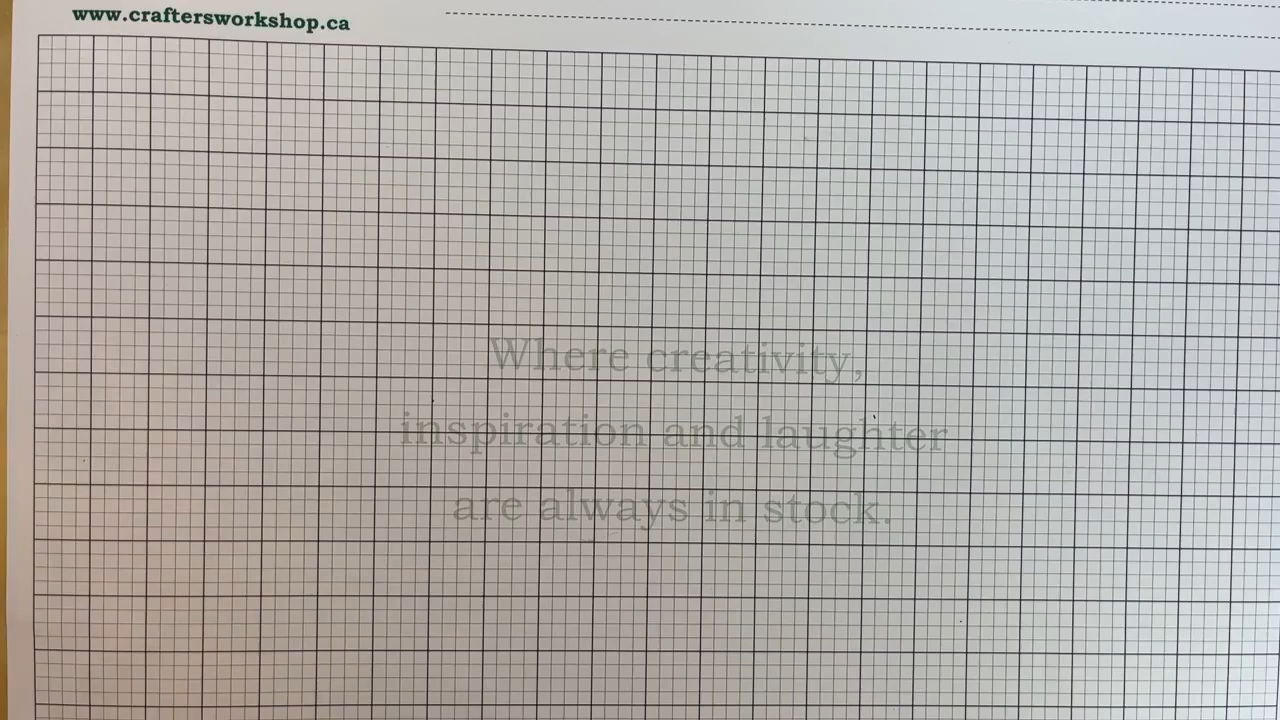 www.craftersworkshop.ca
Where creativity,
inspiration and laughter
are always in stock.